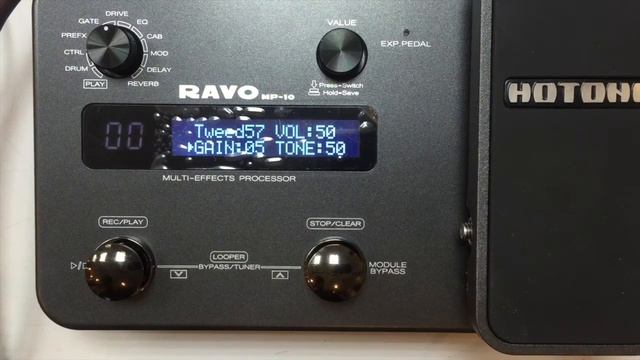 DRIVE
GATE EQ
PREFX CAB
CTRL MOD
DRUM DELAY
PLAY REVERB
VALUE
EXP.PEDAL
Press=Switch
Hold=Save
RAVO MP-10
HOTONE
00
Tweed57 VOL:50
GAIN:05 TONE:50
MULTI-EFFECTS PROCESSOR
REC/PLAY
STOP/CLEAR
LOOPER
BYPASS/TUNER
MODULE
BYPASS